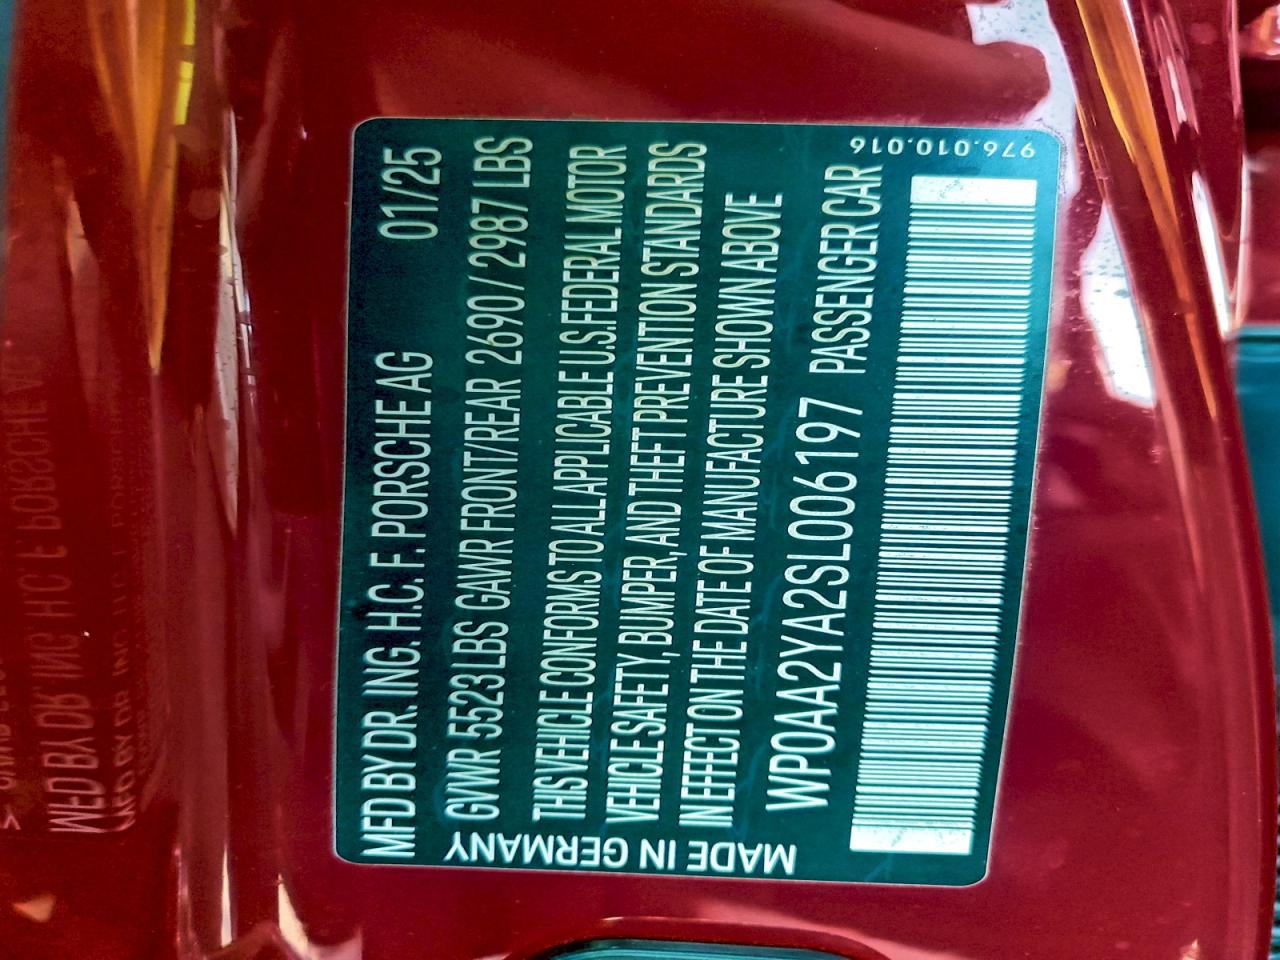 MFD BY DR. ING. H.C. F. PORSCHE AG 01/25
GVWR 5523 LBS GAWR FRONT/REAR 2690 / 2987 LBS
THIS VEHICLE CONFORMS TO ALL APPLICABLE U.S. FEDERAL MOTOR
VEHICLE SAFETY, BUMPER, AND THEFT PREVENTION STANDARDS
IN EFFECT ON THE DATE OF MANUFACTURE SHOWN ABOVE
WP0AA2YA2SL006197 PASSENGER CAR
MADE IN GERMANY
976.010.016